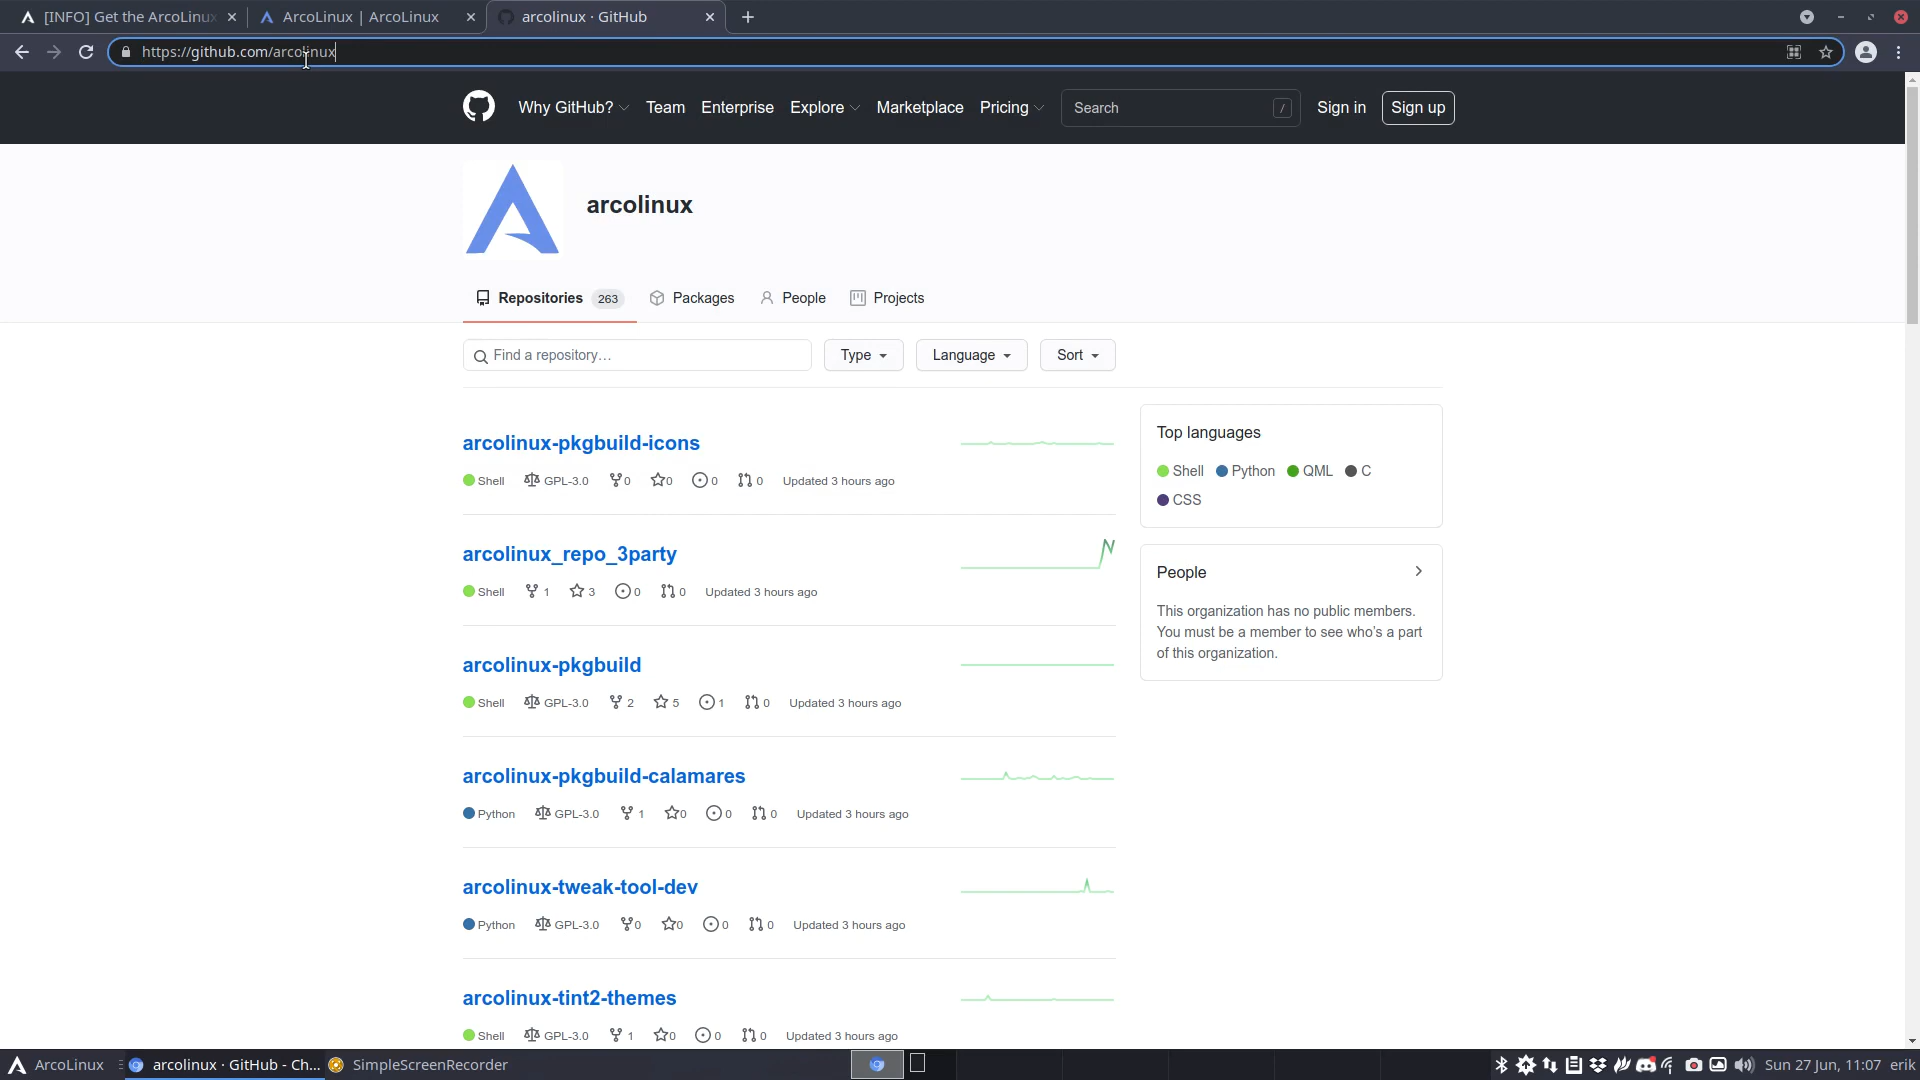 [INFO] Get the ArcoLinux
ArcoLinux | ArcoLinux
arcolinux · GitHub
https://github.com/arcolinux
Why GitHub? Team Enterprise Explore Marketplace Pricing
Search /
Sign in Sign up
arcolinux
Repositories 263 Packages People Projects
Find a repository… Type Language Sort
arcolinux-pkgbuild-icons
Shell GPL-3.0 0 0 0 0 Updated 3 hours ago
arcolinux_repo_3party
Shell 1 3 0 0 Updated 3 hours ago
arcolinux-pkgbuild
Shell GPL-3.0 2 5 1 0 Updated 3 hours ago
arcolinux-pkgbuild-calamares
Python GPL-3.0 1 0 0 0 Updated 3 hours ago
arcolinux-tweak-tool-dev
Python GPL-3.0 0 0 0 0 Updated 3 hours ago
arcolinux-tint2-themes
Shell GPL-3.0 1 0 0 0 Updated 3 hours ago
Top languages
Shell Python QML C
CSS
People
This organization has no public members.
You must be a member to see who's a part
of this organization.
ArcoLinux
arcolinux · GitHub - Ch...
SimpleScreenRecorder
Sun 27 Jun, 11:07 erik